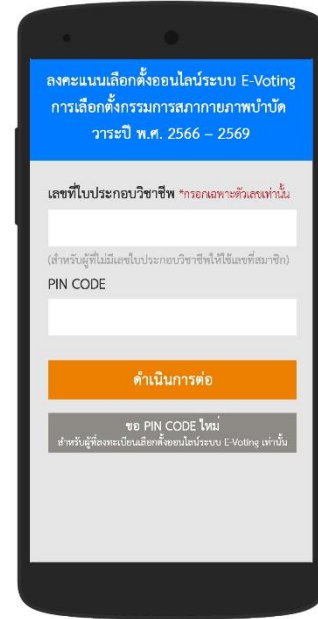 ลงคะแนนเลือกตั้งออนไลน์ระบบ E-Voting
การเลือกตั้งกรรมการสภากายภาพบำบัด
วาระปี พ.ศ. 2566 – 2569
เลขที่ใบประกอบวิชาชีพ *กรอกเฉพาะตัวเลขเท่านั้น
(สำหรับผู้ที่ไม่มีเลขใบประกอบวิชาชีพให้ใช้เลขที่สมาชิก)
PIN CODE
ดำเนินการต่อ
ขอ PIN CODE ใหม่
สำหรับผู้ที่ลงทะเบียนเลือกตั้งออนไลน์ระบบ E-Voting เท่านั้น